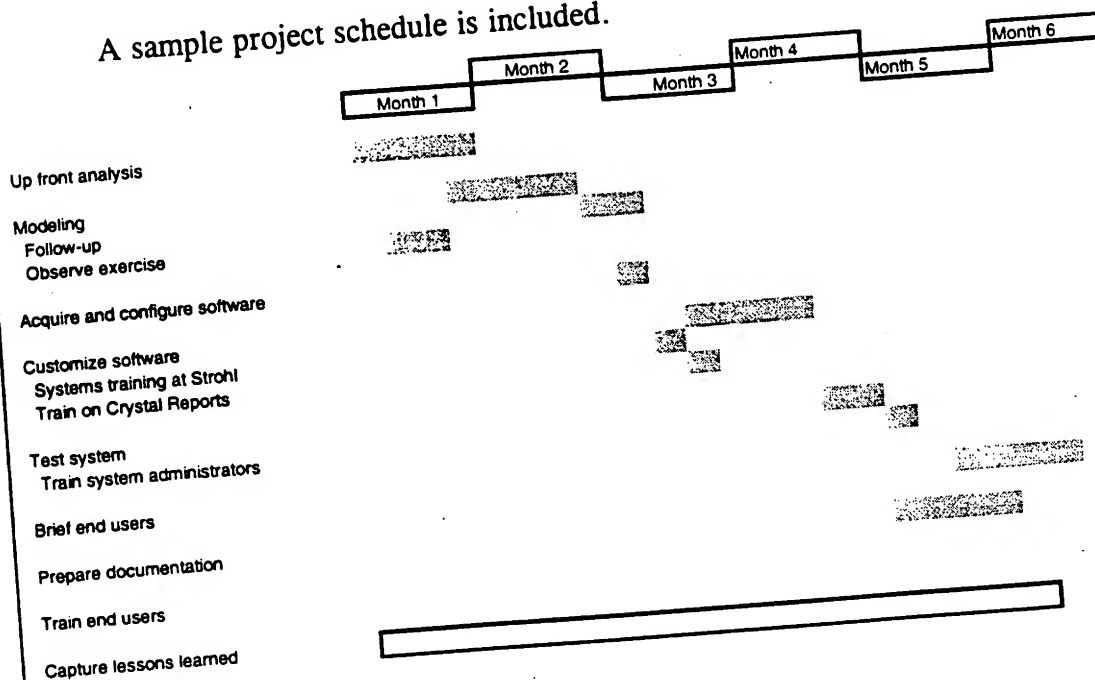 A sample project schedule is included.
Month 1
Month 2
Month 3
Month 4
Month 5
Month 6
Up front analysis
Modeling
Follow-up
Observe exercise
Acquire and configure software
Customize software
Systems training at Strohl
Train on Crystal Reports
Test system
Train system administrators
Brief end users
Prepare documentation
Train end users
Capture lessons learned